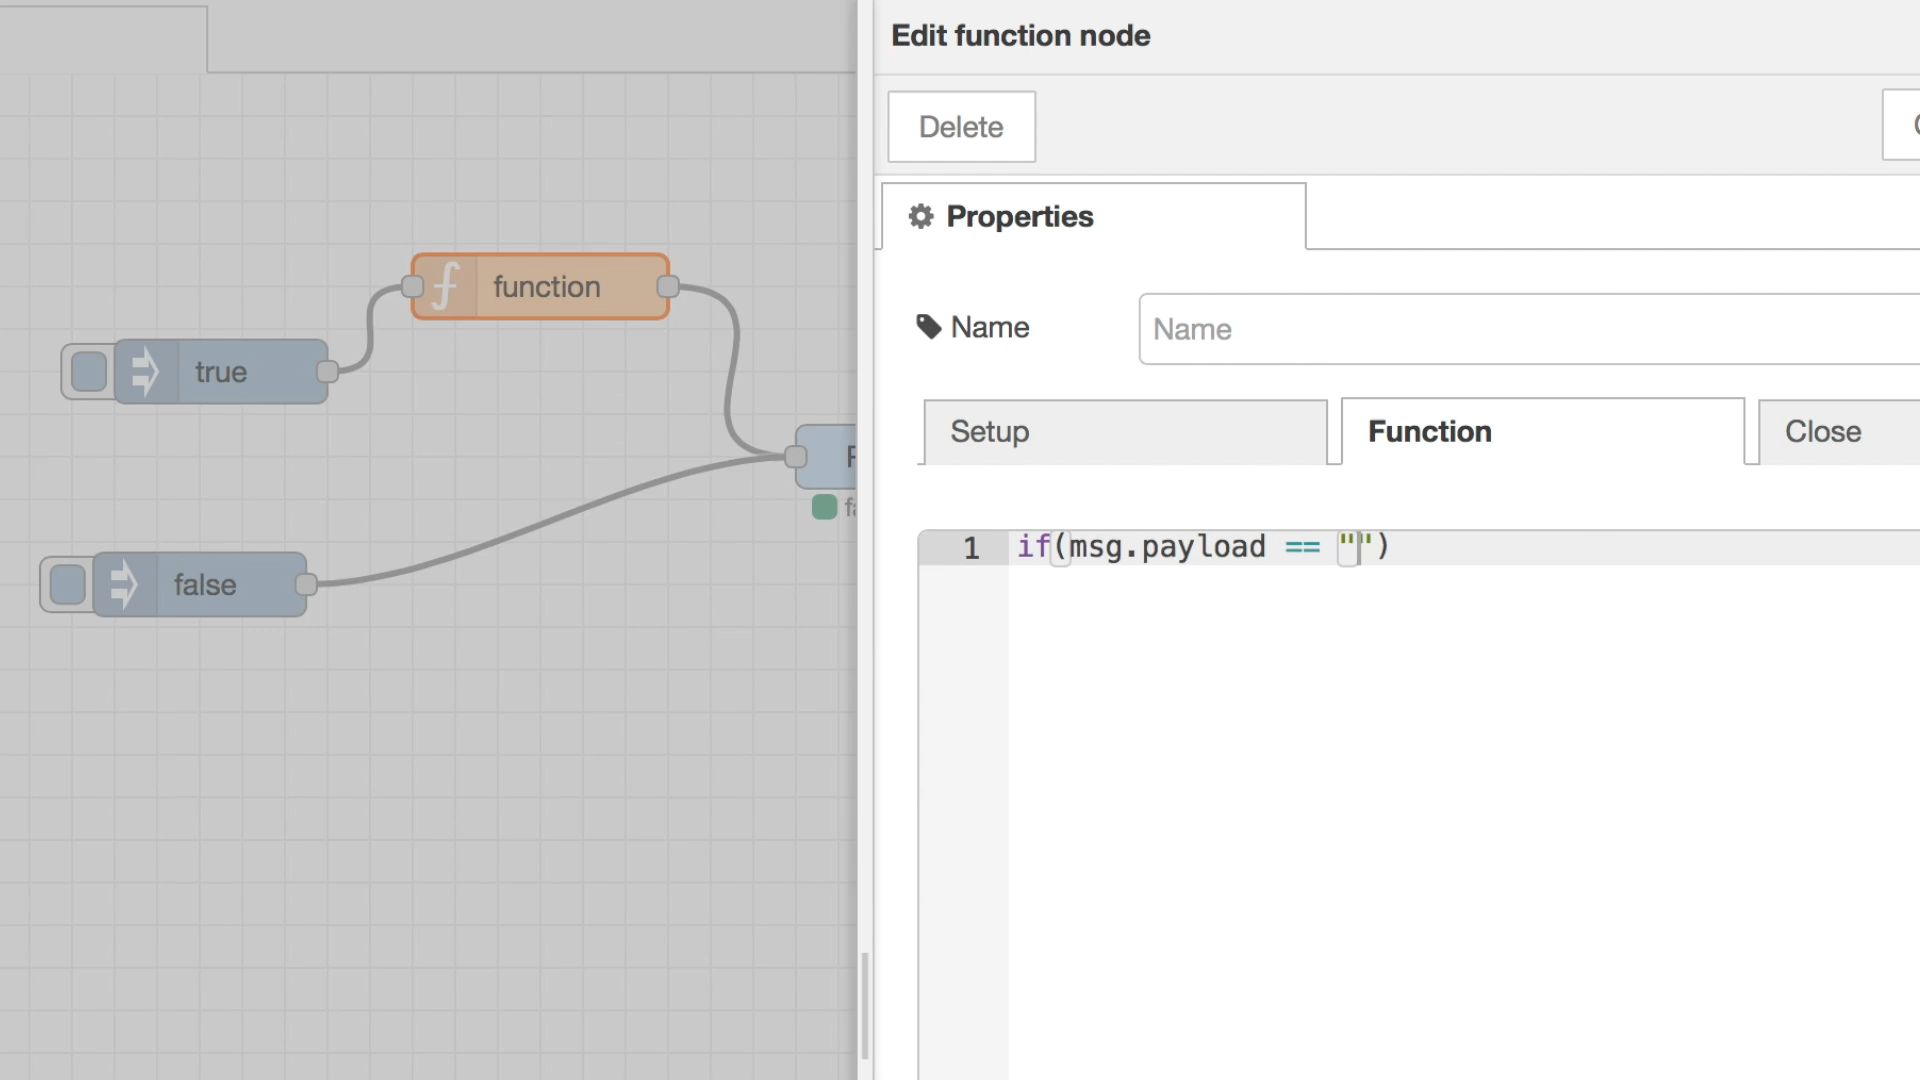 Edit function node
Delete
Properties
function
Name
Name
true
Setup
Function
Close
1 if(msg.payload == "")
false